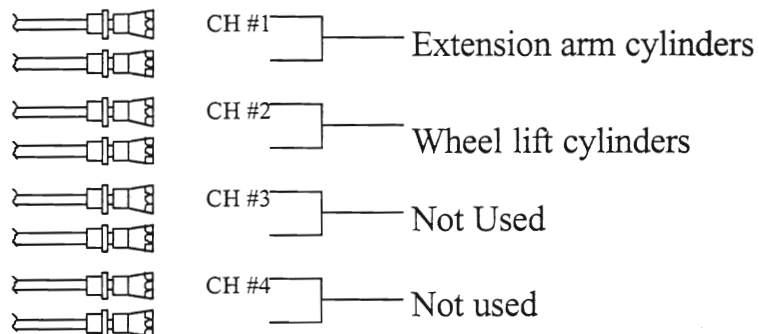 CH #1
Extension arm cylinders
CH #2
Wheel lift cylinders
CH #3
Not Used
CH #4
Not used